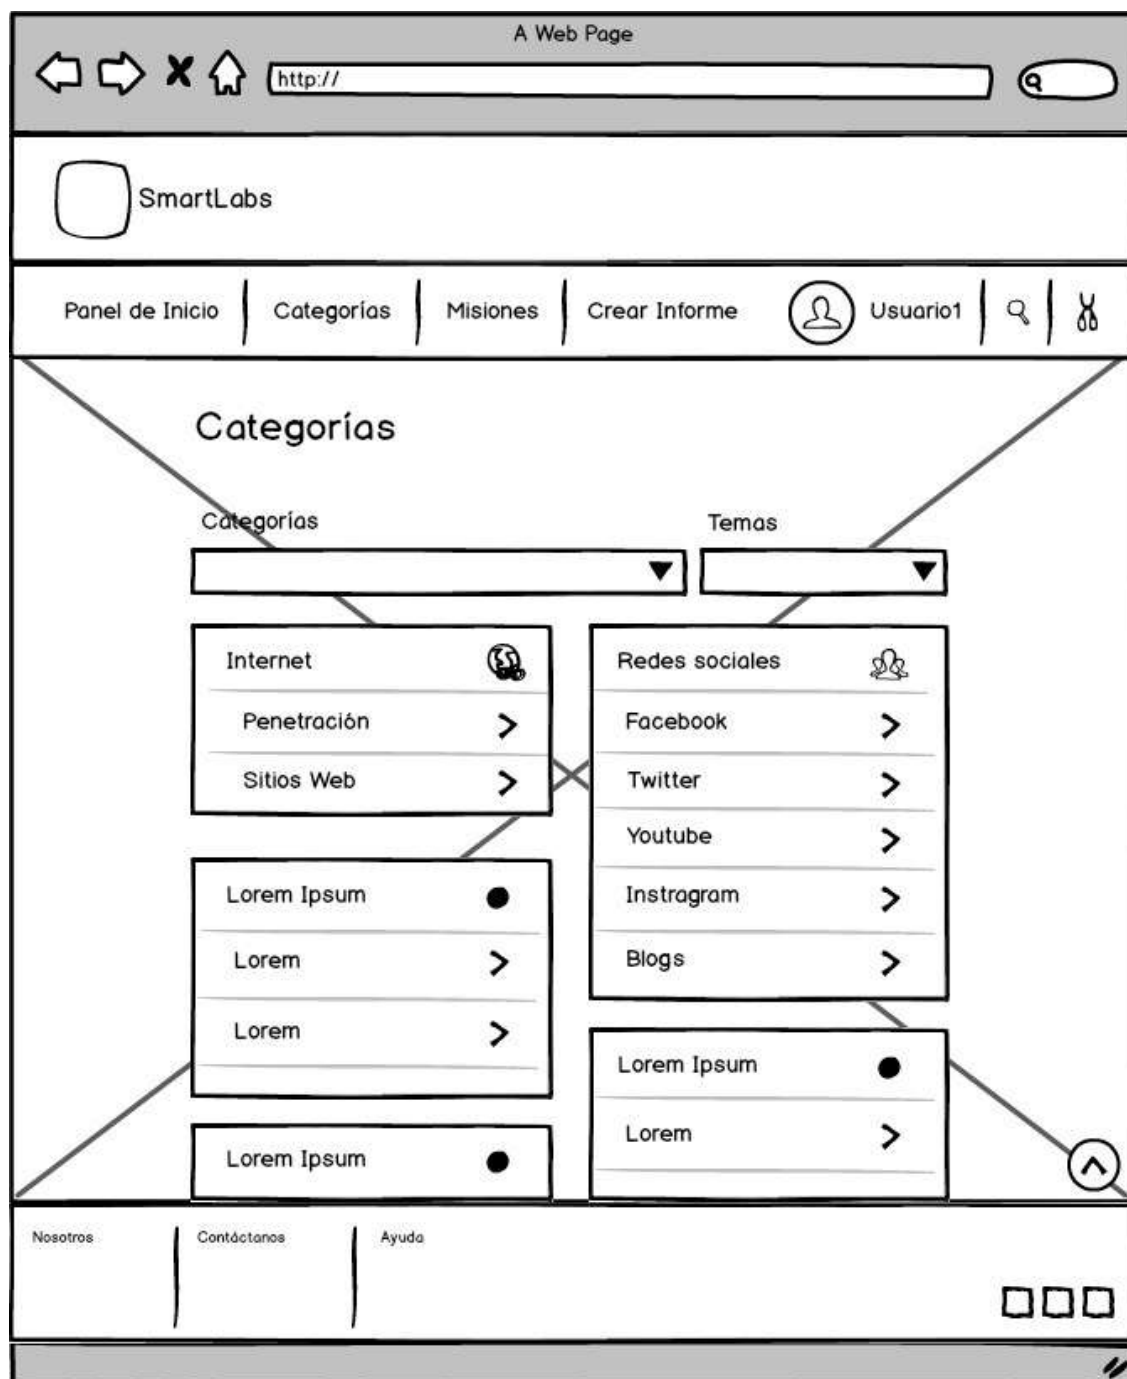 A Web Page
http://
SmartLabs
Panel de Inicio
Categorías
Misiones
Crear Informe
Usuario1
Categorías
Categorías
Temas
Internet
Penetración
Sitios Web
Redes sociales
Facebook
Twitter
Youtube
Instragram
Blogs
Lorem Ipsum
Lorem
Lorem
Lorem Ipsum
Lorem
Lorem Ipsum
Nosotros
Contáctanos
Ayuda